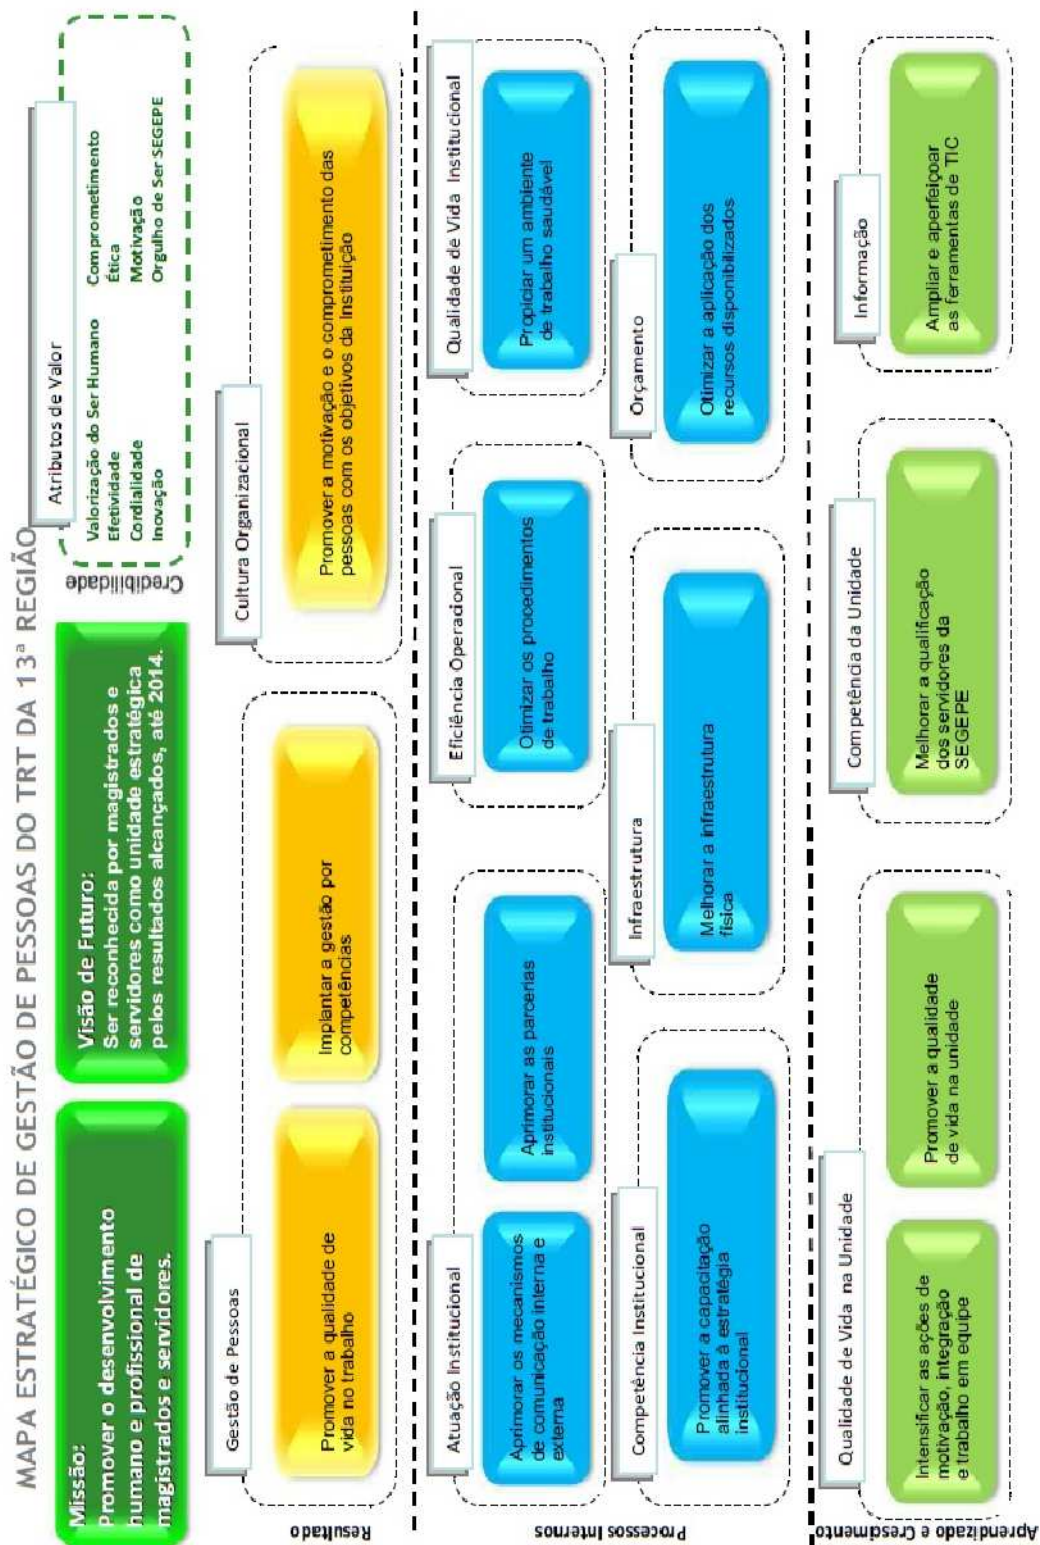 MAPA ESTRATÉGICO DE GESTÃO DE PESSOAS DO TRT DA 13ª REGIÃO
Missão:
Promover o desenvolvimento
humano e profissional de
magistrados e servidores.
Visão de Futuro:
Ser reconhecida por magistrados e
servidores como unidade estratégica
pelos resultados alcançados, até 2014.
Credibilidade
Atributos de Valor
Valorização do Ser Humano
Efetividade
Cordialidade
Inovação
Comprometimento
Ética
Motivação
Orgulho de Ser SEGEPE
Resultado
Gestão de Pessoas
Promover a qualidade de
vida no trabalho
Implantar a gestão por
competências
Cultura Organizacional
Promover a motivação e o comprometimento das
pessoas com os objetivos da Instituição
Processos Internos
Atuação Institucional
Aprimorar os mecanismos
de comunicação interna e
externa
Aprimorar as parcerias
institucionais
Eficiência Operacional
Otimizar os procedimentos
de trabalho
Qualidade de Vida Institucional
Propiciar um ambiente
de trabalho saudável
Competência Institucional
Promover a capacitação
alinhada à estratégia
institucional
Infraestrutura
Melhorar a infraestrutura
física
Orçamento
Otimizar a aplicação dos
recursos disponibilizados
Aprendizado e Crescimento
Qualidade de Vida na Unidade
Intensificar as ações de
motivação, integração
e trabalho em equipe
Promover a qualidade
de vida na unidade
Competência da Unidade
Melhorar a qualificação
dos servidores da
SEGEPE
Informação
Ampliar e aperfeiçoar
as ferramentas de TIC